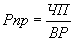 Рпр = ЧП / ВР